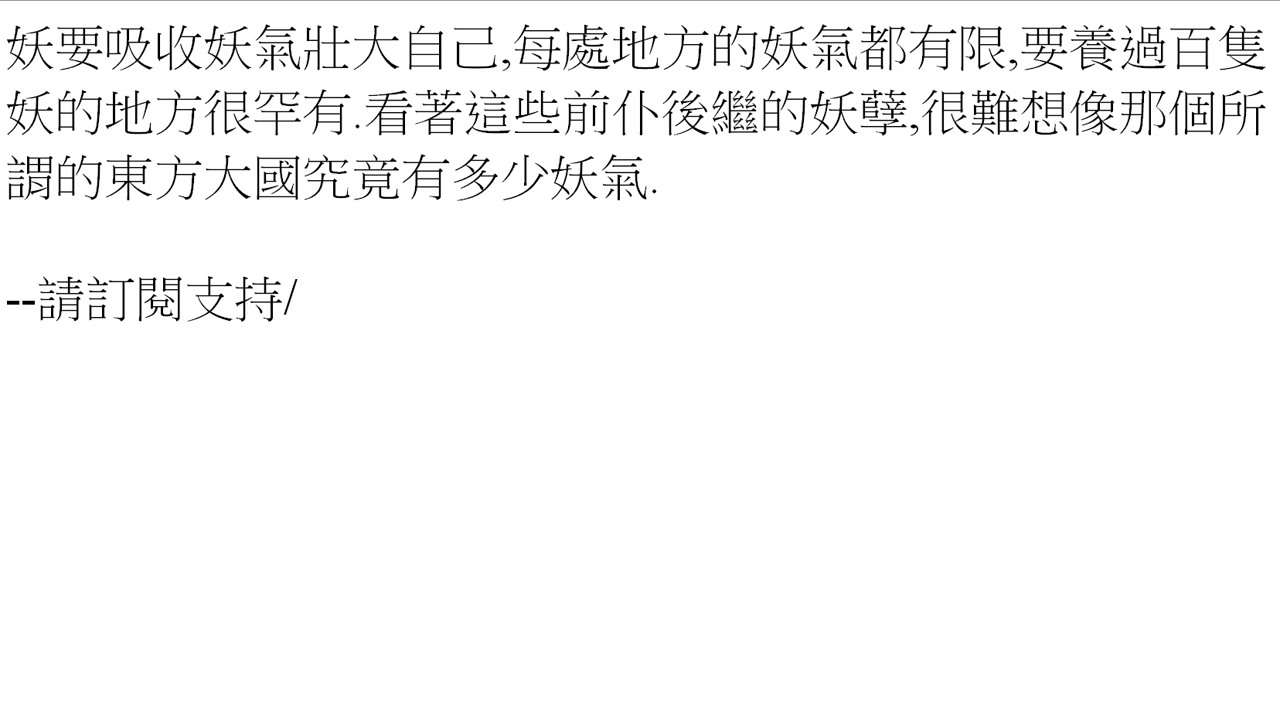 妖要吸收妖氣壯大自己,每處地方的妖氣都有限,要養過百隻
妖的地方很罕有.看著這些前仆後繼的妖孽,很難想像那個所
謂的東方大國究竟有多少妖氣.
--請訂閱支持/